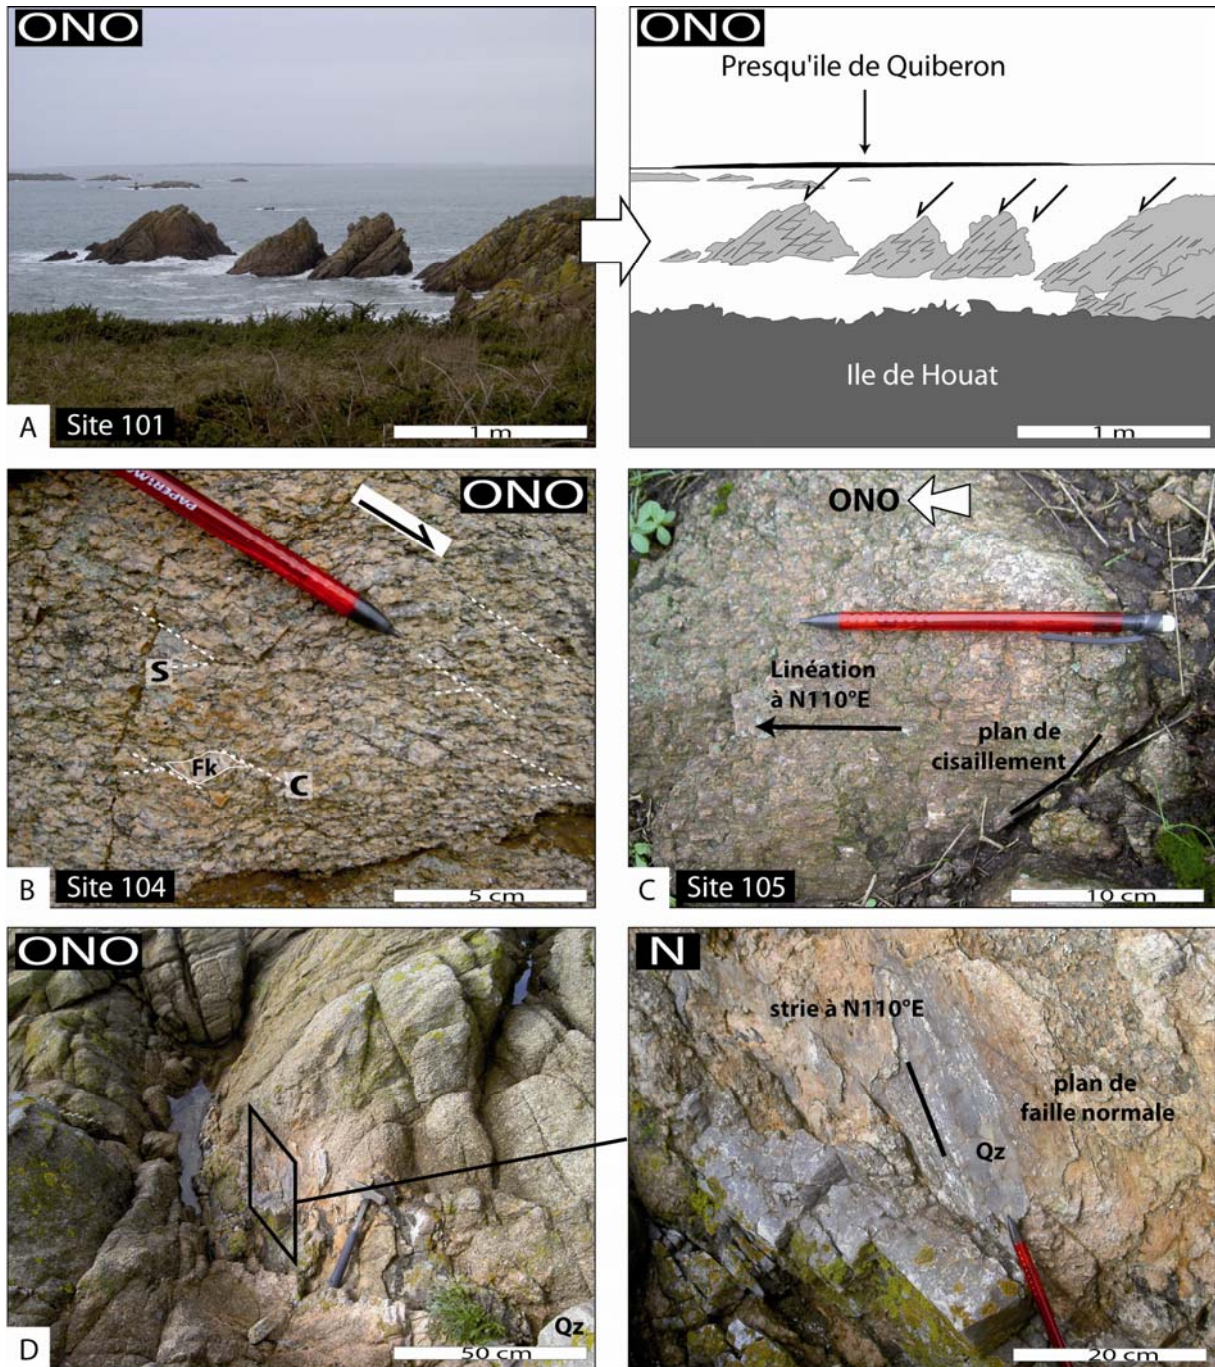 ONO
Site 101
A
1 m
ONO
Presqu'ile de Quiberon
Ile de Houat
1 m
ONO
S
Fk
C
B
Site 104
5 cm
ONO
Linéation
à N110°E
plan de
cisaillement
C
Site 105
10 cm
ONO
Qz
D
50 cm
N
strie à N110°E
plan de
faille normale
Qz
20 cm